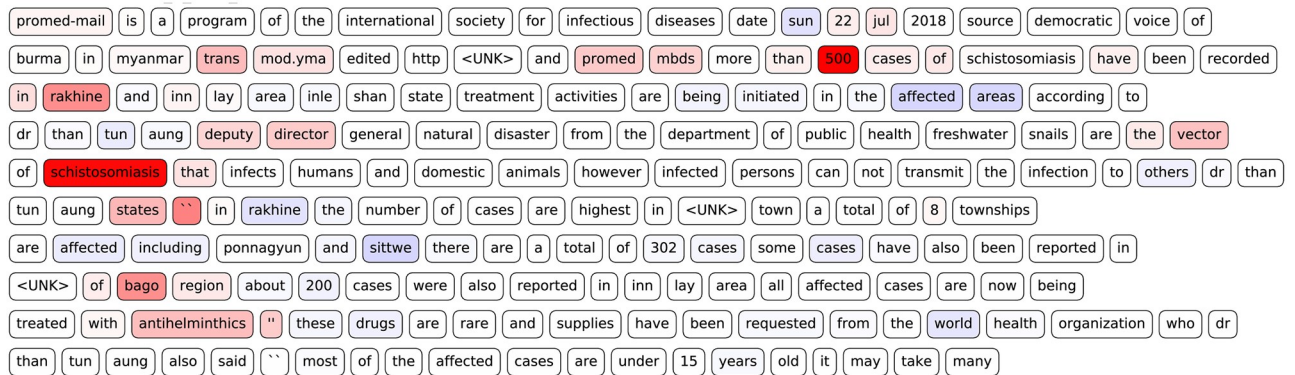 promed-mail is a program of the international society for infectious diseases date sun 22 jul 2018 source democratic voice of
burma in myanmar trans mod.yma edited http <UNK> and promed mbds more than 500 cases of schistosomiasis have been recorded
in rakhine and inn lay area inle shan state treatment activities are being initiated in the affected areas according to
dr than tun aung deputy director general natural disaster from the department of public health freshwater snails are the vector
of schistosomiasis that infects humans and domestic animals however infected persons can not transmit the infection to others dr than
tun aung states `` in rakhine the number of cases are highest in <UNK> town a total of 8 townships
are affected including ponnagyun and sittwe there are a total of 302 cases some cases have also been reported in
<UNK> of bago region about 200 cases were also reported in inn lay area all affected cases are now being
treated with antihelminthics '' these drugs are rare and supplies have been requested from the world health organization who dr
than tun aung also said `` most of the affected cases are under 15 years old it may take many